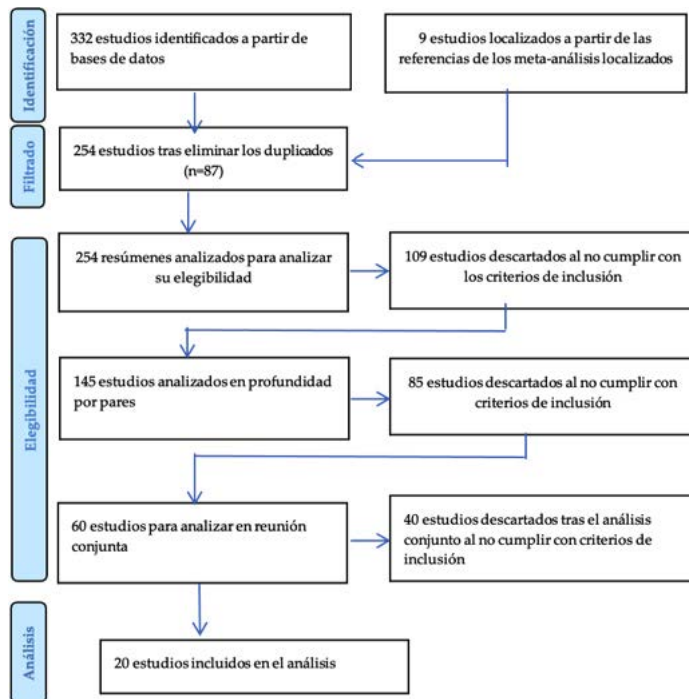 Identificación
332 estudios identificados a partir de
bases de datos
9 estudios localizados a partir de las
referencias de los meta-análisis localizados
Filtrado
254 estudios tras eliminar los duplicados
(n=87)
Elegibilidad
254 resúmenes analizados para analizar
su elegibilidad
109 estudios descartados al no cumplir con
los criterios de inclusión
145 estudios analizados en profundidad
por pares
85 estudios descartados al no cumplir con
criterios de inclusión
60 estudios para analizar en reunión
conjunta
40 estudios descartados tras el análisis
conjunto al no cumplir con criterios de
inclusión
Análisis
20 estudios incluidos en el análisis